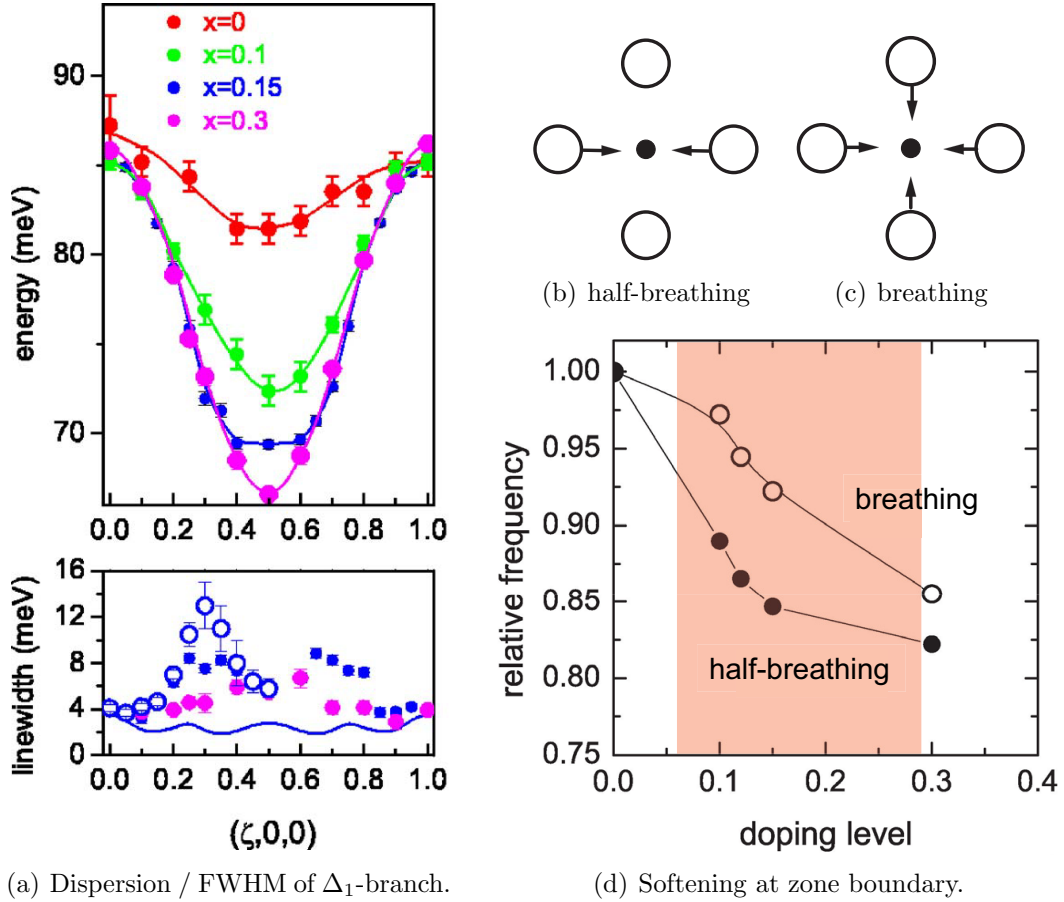 x=0
x=0.1
x=0.15
x=0.3
energy (meV)
90
80
70
0.0 0.2 0.4 0.6 0.8 1.0
linewidth (meV)
16
12
8
4
0
0.0 0.2 0.4 0.6 0.8 1.0
(ζ,0,0)
(a) Dispersion / FWHM of Δ₁-branch.
(b) half-breathing
(c) breathing
relative frequency
1.00
0.95
0.90
0.85
0.80
0.75
breathing
half-breathing
0.0 0.1 0.2 0.3 0.4
doping level
(d) Softening at zone boundary.